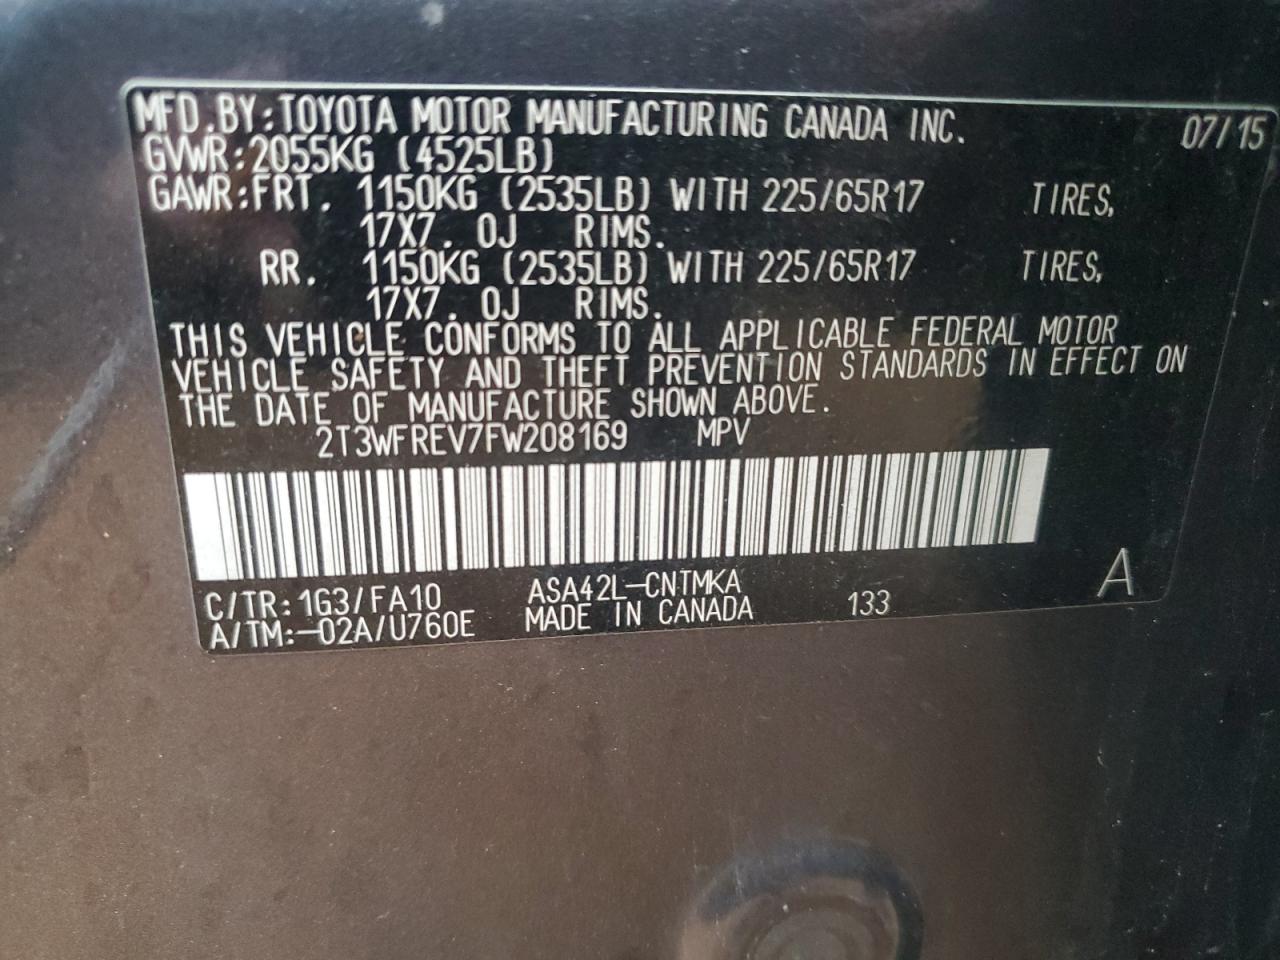 MFD.BY:TOYOTA MOTOR MANUFACTURING CANADA INC. 07/15
GVWR:2055KG (4525LB)
GAWR:FRT. 1150KG (2535LB) WITH 225/65R17 TIRES,
17X7.0J RIMS.
RR. 1150KG (2535LB) WITH 225/65R17 TIRES,
17X7.0J RIMS.
THIS VEHICLE CONFORMS TO ALL APPLICABLE FEDERAL MOTOR
VEHICLE SAFETY AND THEFT PREVENTION STANDARDS IN EFFECT ON
THE DATE OF MANUFACTURE SHOWN ABOVE.
2T3WFREV7FW208169 MPV
C/TR:1G3/FA10 ASA42L-CNTMKA A
A/TM:-02A/U760E MADE IN CANADA 133